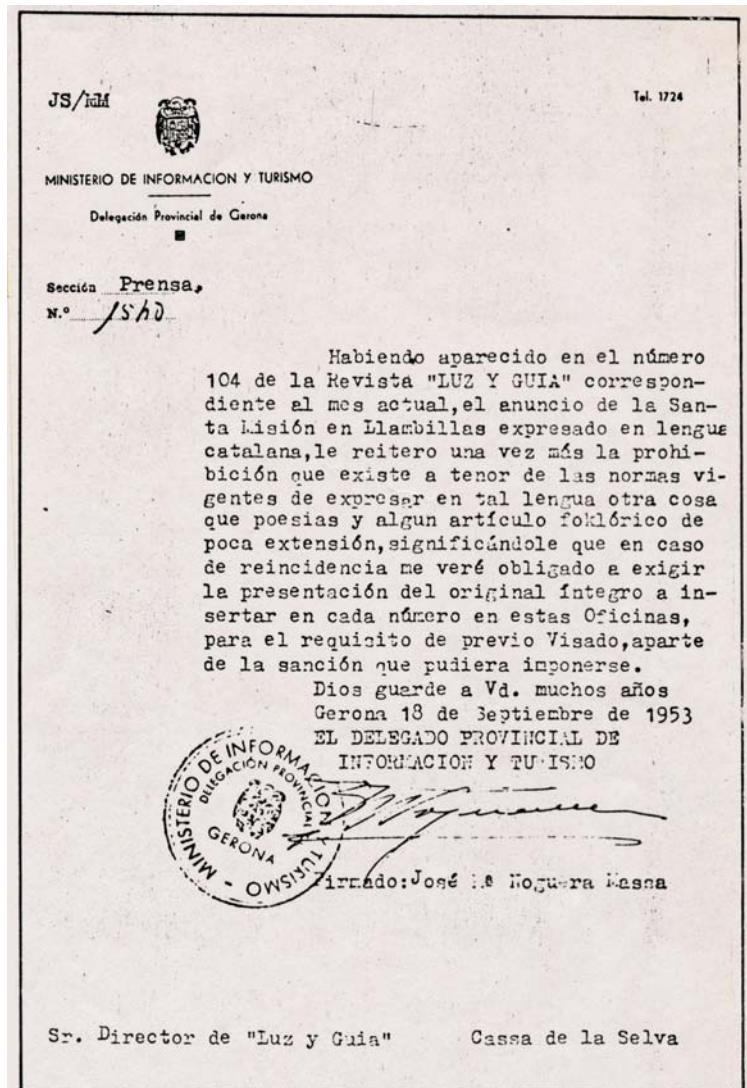 JS/MM
Tel. 1724
MINISTERIO DE INFORMACION Y TURISMO
Delegación Provincial de Gerona
Sección Prensa.
N.º 1540
Habiendo aparecido en el número
104 de la Revista "LUZ Y GUIA" correspon-
diente al mes actual,el anuncio de la San-
ta Misión en Llambillas expresado en lengua
catalana,le reitero una vez más la prohi-
bición que existe a tenor de las normas vi-
gentes de expresar en tal lengua otra cosa
que poesias y algun artículo foklórico de
poca extensión,significándole que en caso
de reincidencia me veré obligado a exigir
la presentación del original íntegro a in-
sertar en cada número en estas Oficinas,
para el requisito de previo Visado,aparte
de la sanción que pudiera imponerse.
Dios guarde a Vd. muchos años
Gerona 18 de Septiembre de 1953
EL DELEGADO PROVINCIAL DE
INFORMACION Y TURISMO
MINISTERIO DE INFORMACION Y TURISMO -
DELEGACIÓN PROVINCIAL
GERONA
Firmado:José Mª Noguera Massa
Sr. Director de "Luz y Guia" Cassa de la Selva